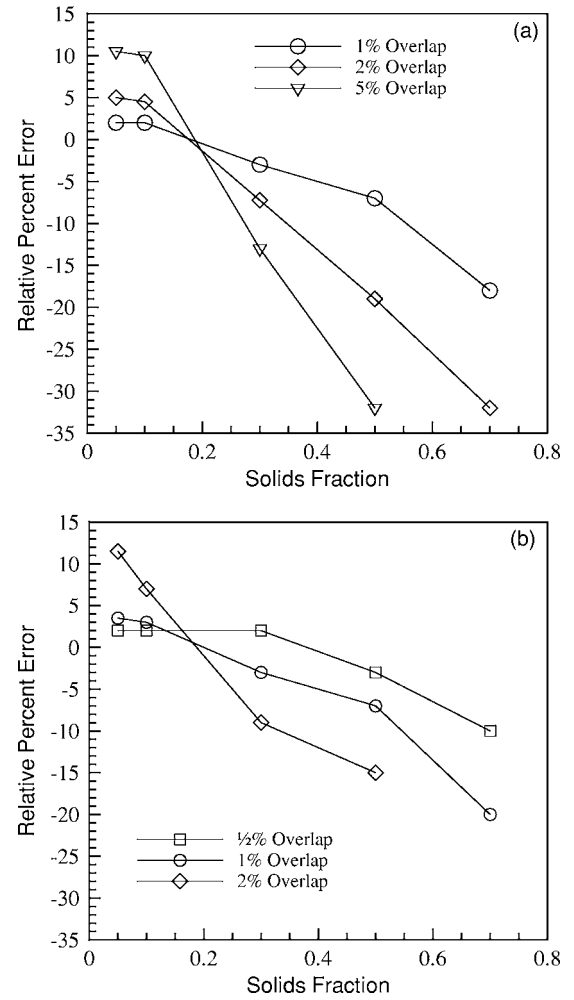 (a)
1% Overlap
2% Overlap
5% Overlap
15
10
5
0
-5
-10
-15
-20
-25
-30
-35
Relative Percent Error
0
0.2
0.4
0.6
0.8
Solids Fraction
(b)
15
10
5
0
-5
-10
-15
-20
-25
-30
-35
Relative Percent Error
½% Overlap
1% Overlap
2% Overlap
0
0.2
0.4
0.6
0.8
Solids Fraction